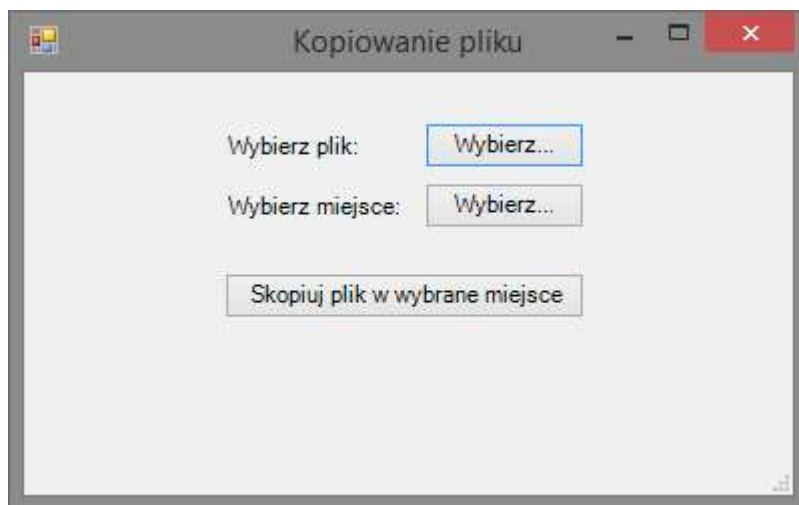 Kopiowanie pliku
Wybierz plik: Wybierz...
Wybierz miejsce: Wybierz...
Skopiuj plik w wybrane miejsce